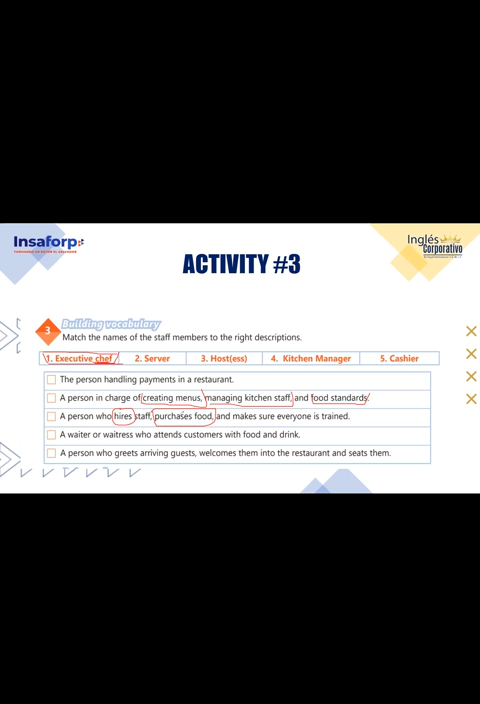 Insaforp
Inglés
Corporativo
ACTIVITY #3
3
Building vocabulary
Match the names of the staff members to the right descriptions.
1. Executive chef 2. Server 3. Host(ess) 4. Kitchen Manager 5. Cashier
The person handling payments in a restaurant.
A person in charge of creating menus, managing kitchen staff, and food standards.
A person who hires staff, purchases food, and makes sure everyone is trained.
A waiter or waitress who attends customers with food and drink.
A person who greets arriving guests, welcomes them into the restaurant and seats them.